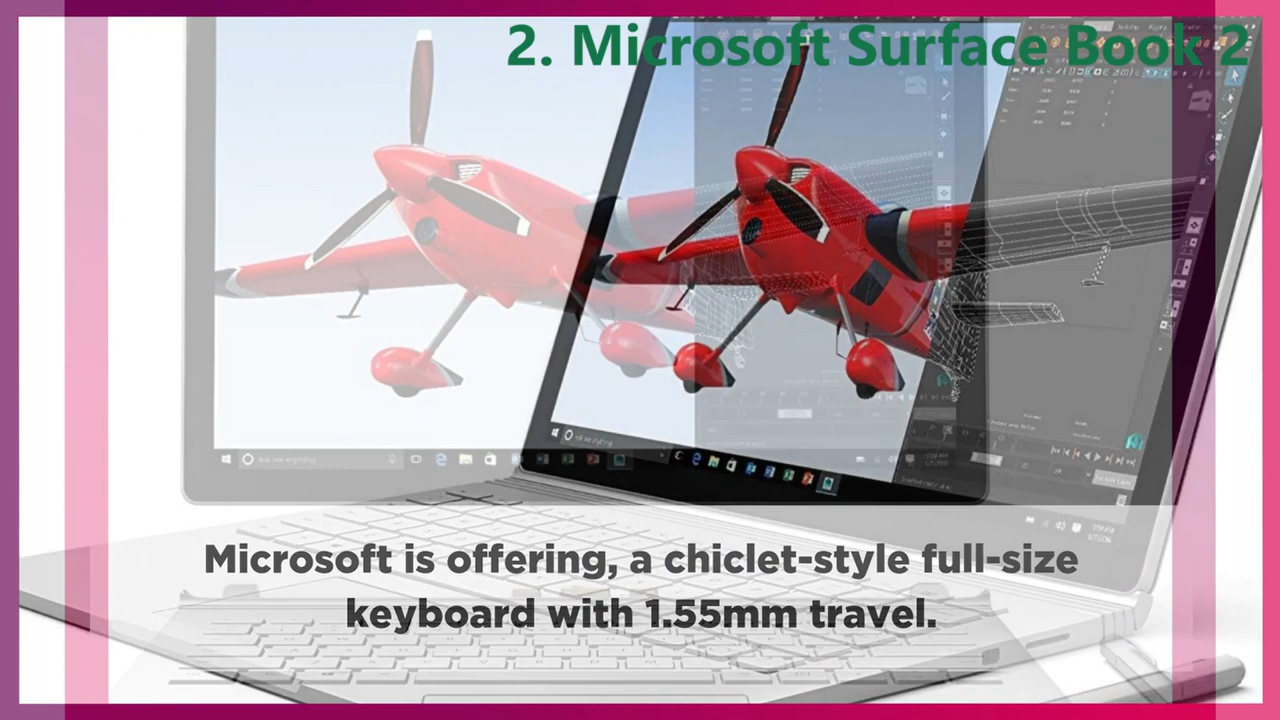 2. Microsoft Surface Book 2
Microsoft is offering, a chiclet-style full-size
keyboard with 1.55mm travel.